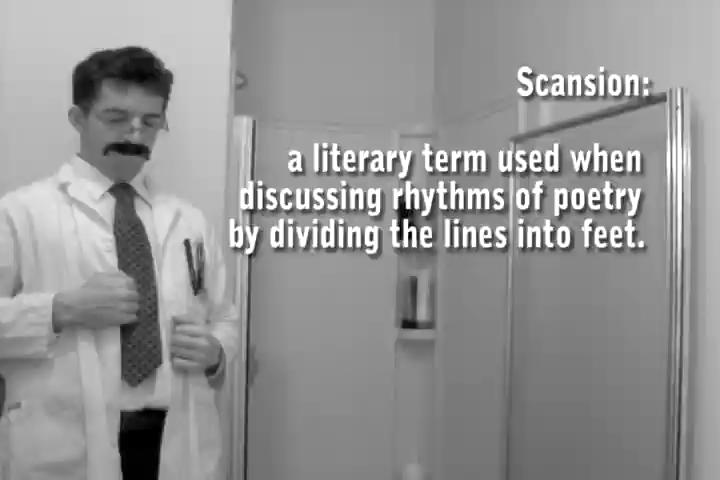 Scansion:
a literary term used when
discussing rhythms of poetry
by dividing the lines into feet.